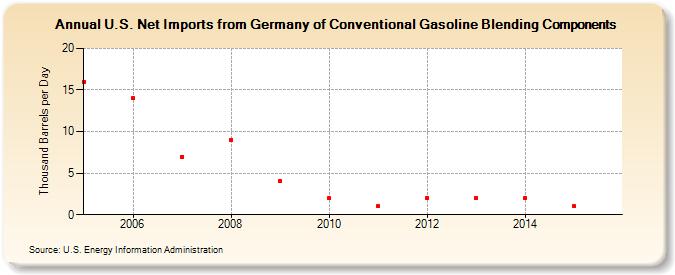 Annual U.S. Net Imports from Germany of Conventional Gasoline Blending Components
Thousand Barrels per Day
20
15
10
5
0
2006 2008 2010 2012 2014
Source: U.S. Energy Information Administration